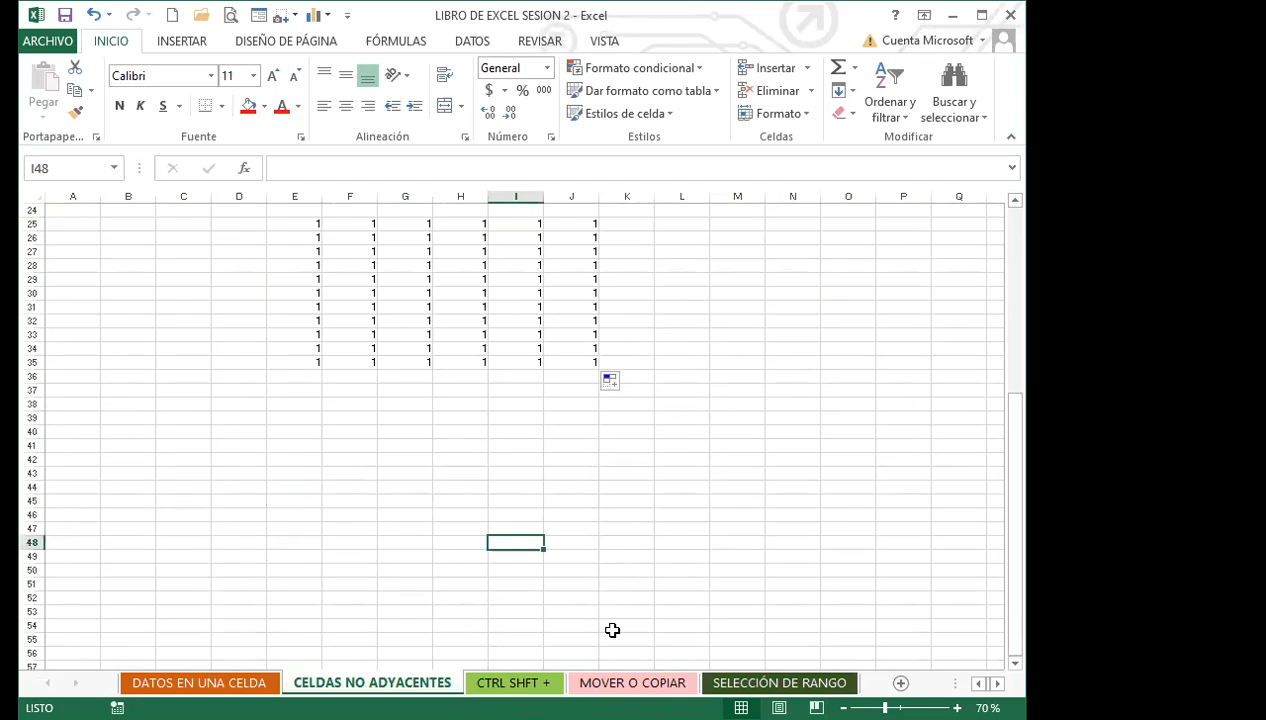 LIBRO DE EXCEL SESION 2 - Excel
ARCHIVO INICIO INSERTAR DISEÑO DE PÁGINA FÓRMULAS DATOS REVISAR VISTA Cuenta Microsoft
Pegar
Calibri 11
N K S
General
$ % 000
Formato condicional
Dar formato como tabla
Estilos de celda
Insertar
Eliminar
Formato
Ordenar y filtrar
Buscar y seleccionar
Portapape... Fuente Alineación Número Estilos Celdas Modificar
I48 fx
A B C D E F G H I J K L M N O P Q
24
25 1 1 1 1 1 1
26 1 1 1 1 1 1
27 1 1 1 1 1 1
28 1 1 1 1 1 1
29 1 1 1 1 1 1
30 1 1 1 1 1 1
31 1 1 1 1 1 1
32 1 1 1 1 1 1
33 1 1 1 1 1 1
34 1 1 1 1 1 1
35 1 1 1 1 1 1
36
37
38
39
40
41
42
43
44
45
46
47
48
49
50
51
52
53
54
55
56
57
DATOS EN UNA CELDA CELDAS NO ADYACENTES CTRL SHFT + MOVER O COPIAR SELECCIÓN DE RANGO
LISTO 70 %